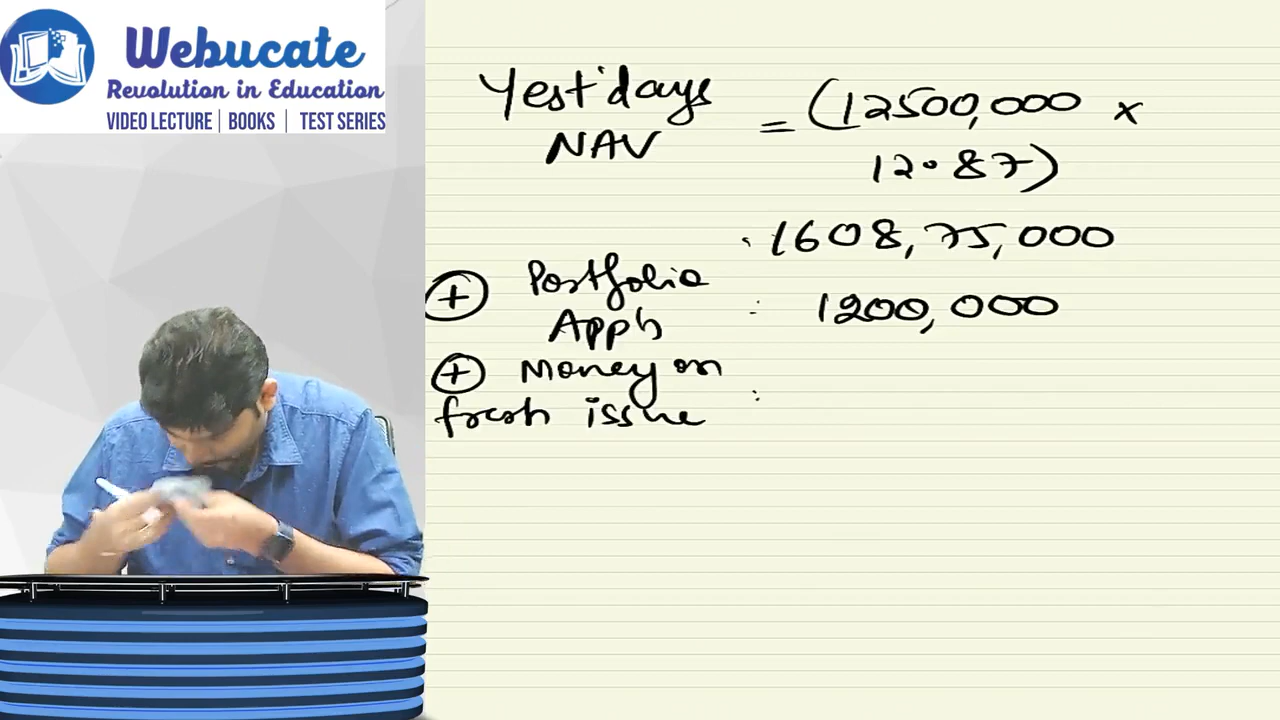 Webucate
Revolution in Education
VIDEO LECTURE | BOOKS | TEST SERIES
Yest'days = (12500,000 ×
NAV 12.87)
1608,75,000
+ Portfolio : 1200,000
App'n
+ Money on :
fresh issue